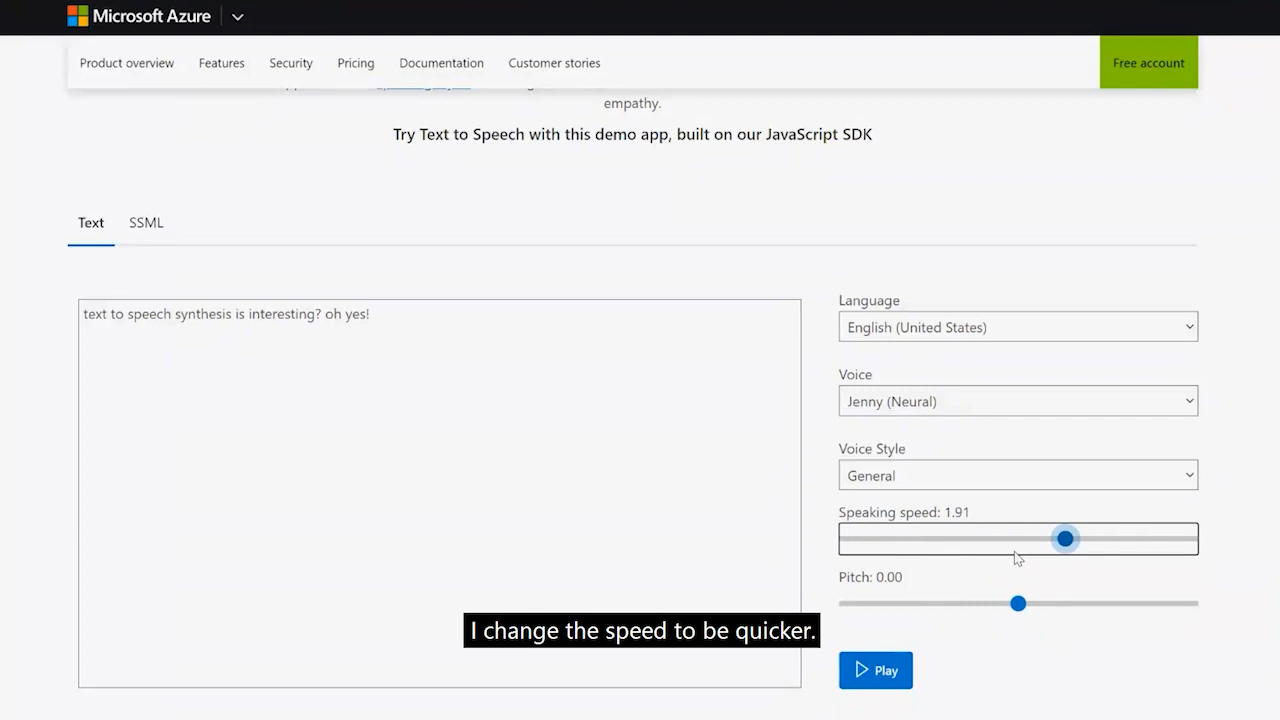 Microsoft Azure
Product overview
Features
Security
Pricing
Documentation
Customer stories
Free account
empathy.
Try Text to Speech with this demo app, built on our JavaScript SDK
Text
SSML
text to speech synthesis is interesting? oh yes!
Language
English (United States)
Voice
Jenny (Neural)
Voice Style
General
Speaking speed: 1.91
Pitch: 0.00
I change the speed to be quicker.
Play